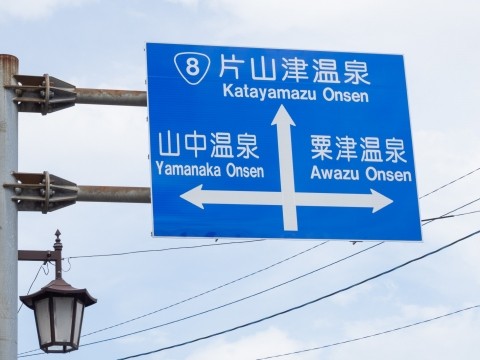 8 片山津温泉
Katayamazu Onsen
山中温泉
Yamanaka Onsen
粟津温泉
Awazu Onsen